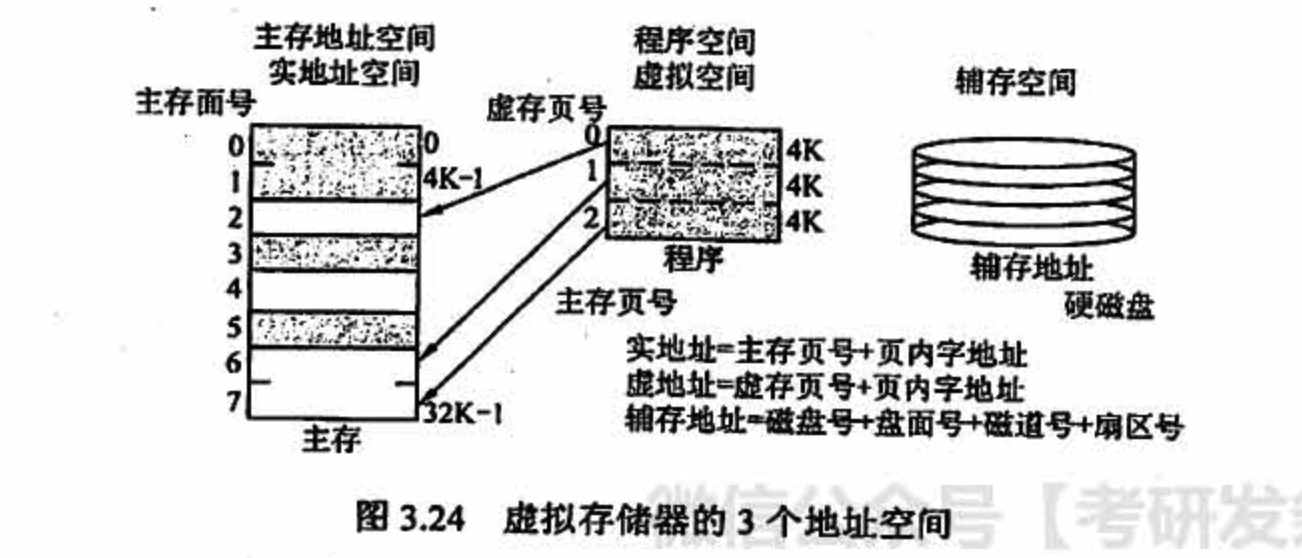 主存地址空间
实地址空间
程序空间
虚拟空间
辅存空间
主存面号
虚存页号
0
1
2
3
4
5
6
7
0
4K-1
32K-1
主存
0
1
2
4K
4K
4K
程序
主存页号
辅存地址
硬磁盘
实地址=主存页号+页内字地址
虚地址=虚存页号+页内字地址
辅存地址=磁盘号+盘面号+磁道号+扇区号
图 3.24 虚拟存储器的 3 个地址空间
微信公众号【考研发